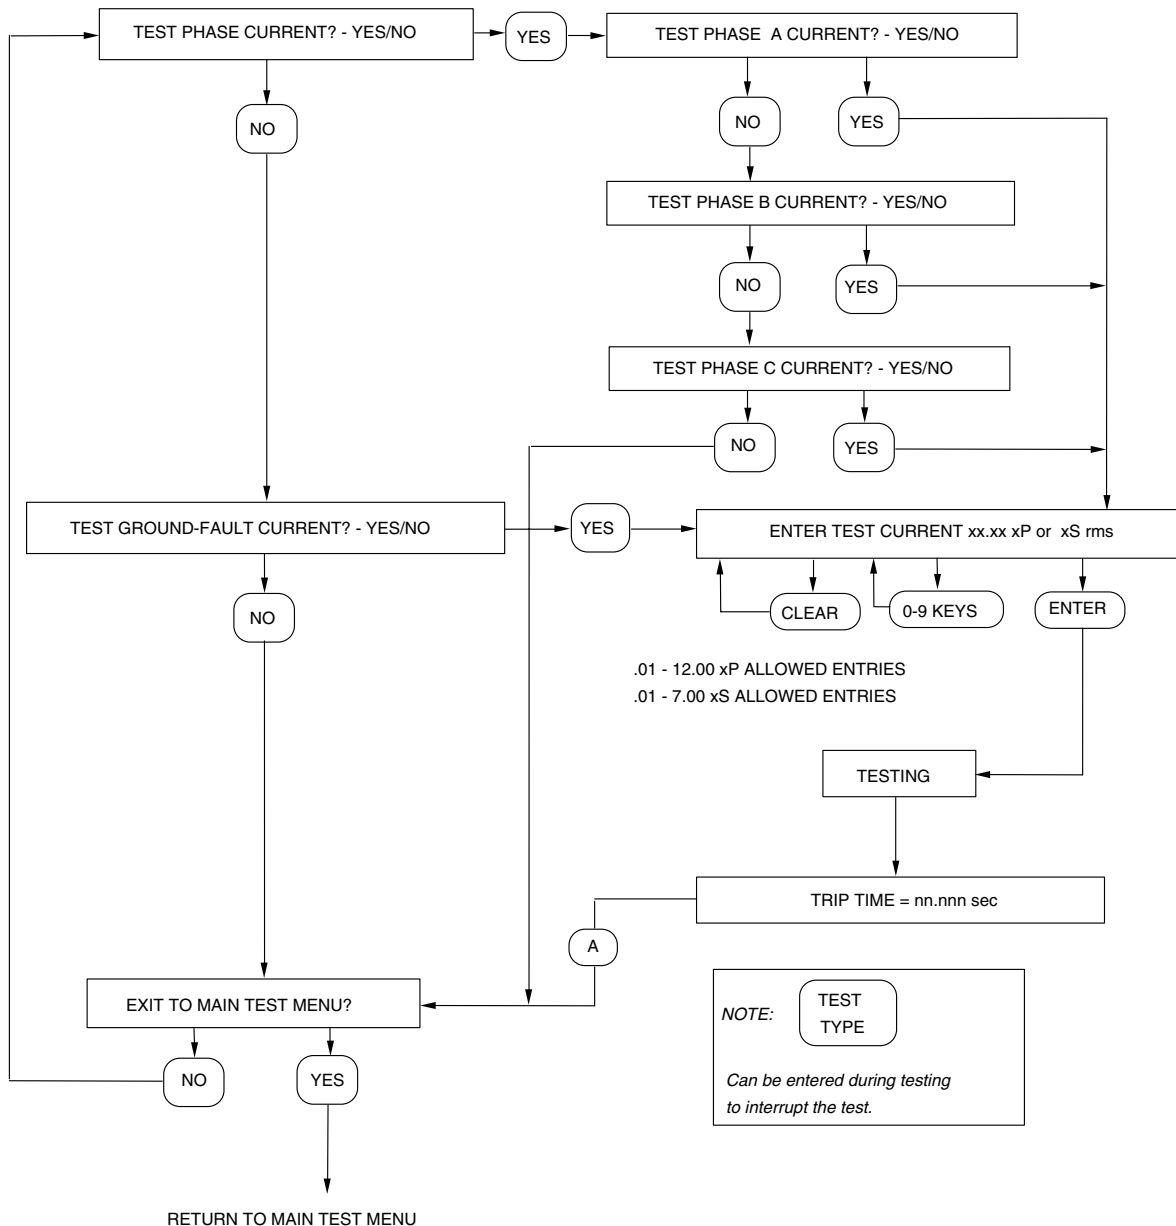 TEST PHASE CURRENT? - YES/NO
YES
TEST PHASE A CURRENT? - YES/NO
NO
NO
YES
TEST PHASE B CURRENT? - YES/NO
NO
YES
TEST PHASE C CURRENT? - YES/NO
NO
YES
TEST GROUND-FAULT CURRENT? - YES/NO
YES
ENTER TEST CURRENT xx.xx xP or xS rms
NO
CLEAR
0-9 KEYS
ENTER
.01 - 12.00 xP ALLOWED ENTRIES
.01 - 7.00 xS ALLOWED ENTRIES
TESTING
TRIP TIME = nn.nnn sec
A
EXIT TO MAIN TEST MENU?
NO
YES
NOTE:
TEST
TYPE
Can be entered during testing
to interrupt the test.
RETURN TO MAIN TEST MENU